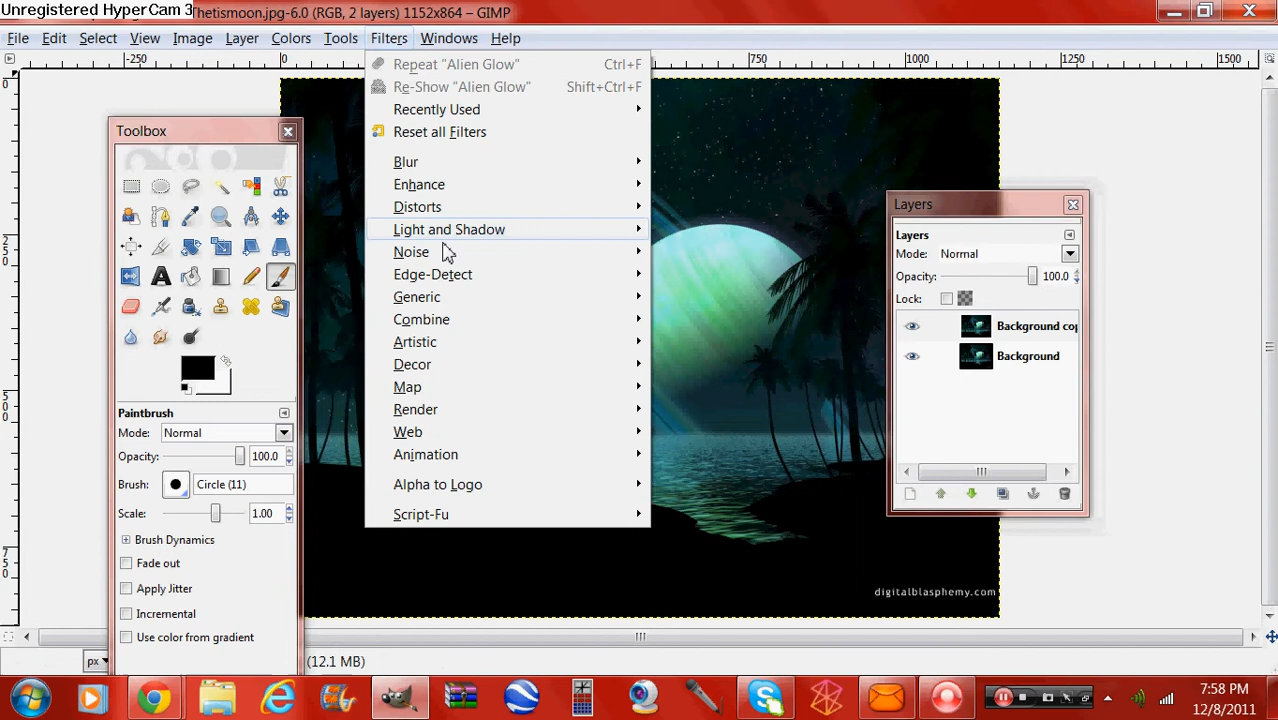 Unregistered HyperCam 3
Thetismoon.jpg-6.0 (RGB, 2 layers) 1152x864 – GIMP
File Edit Select View Image Layer Colors Tools Filters Windows Help
-250 0 750 1000 1250 1500
Repeat "Alien Glow" Ctrl+F
Re-Show "Alien Glow" Shift+Ctrl+F
Recently Used
Reset all Filters
Blur
Enhance
Distorts
Light and Shadow
Noise
Edge-Detect
Generic
Combine
Artistic
Decor
Map
Render
Web
Animation
Alpha to Logo
Script-Fu
0
250
500
750
Toolbox
Paintbrush
Mode: Normal
Opacity: 100.0
Brush: Circle (11)
Scale: 1.00
Brush Dynamics
Fade out
Apply Jitter
Incremental
Use color from gradient
Layers
Layers
Mode: Normal
Opacity: 100.0
Lock:
Background cop
Background
digitalblasphemy.com
px (12.1 MB)
7:58 PM
12/8/2011